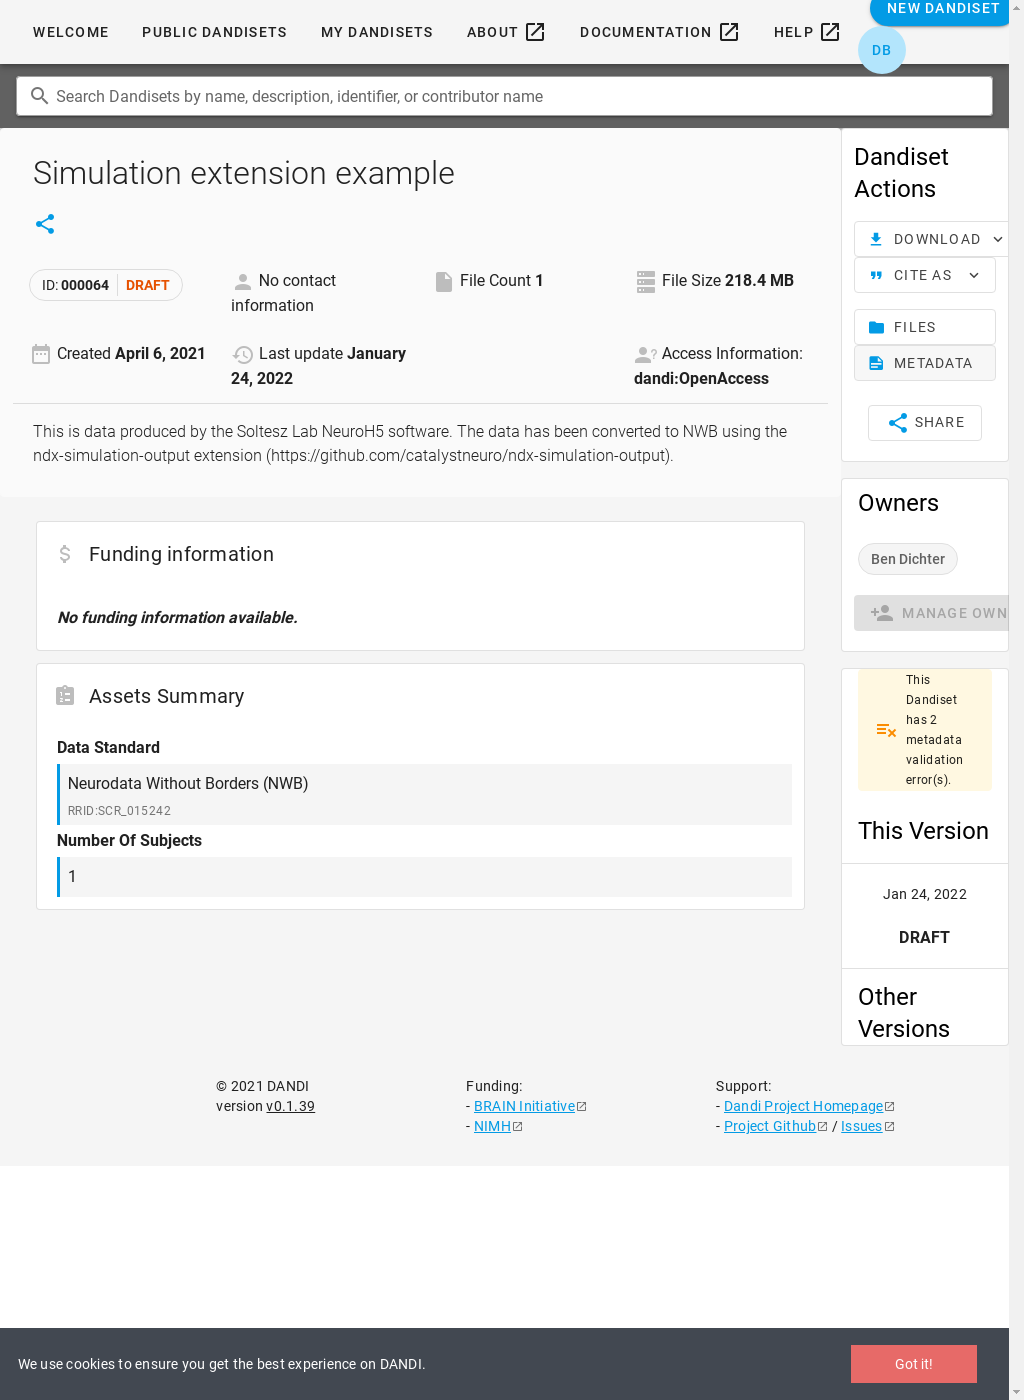 NEW DANDISET
WELCOME
PUBLIC DANDISETS
MY DANDISETS
ABOUT
DOCUMENTATION
HELP
DB
Search Dandisets by name, description, identifier, or contributor name
Simulation extension example
ID: 000064 DRAFT
No contact
information
File Count 1
File Size 218.4 MB
Created April 6, 2021
Last update January
24, 2022
Access Information:
dandi:OpenAccess
This is data produced by the Soltesz Lab NeuroH5 software. The data has been converted to NWB using the
ndx-simulation-output extension (https://github.com/catalystneuro/ndx-simulation-output).
Funding information
No funding information available.
Assets Summary
Data Standard
Neurodata Without Borders (NWB)
RRID:SCR_015242
Number Of Subjects
1
Dandiset
Actions
DOWNLOAD
CITE AS
FILES
METADATA
SHARE
Owners
Ben Dichter
MANAGE OWN
This
Dandiset
has 2
metadata
validation
error(s).
This Version
Jan 24, 2022
DRAFT
Other
Versions
© 2021 DANDI
version v0.1.39
Funding:
- BRAIN Initiative
- NIMH
Support:
- Dandi Project Homepage
- Project Github / Issues
We use cookies to ensure you get the best experience on DANDI.
Got it!